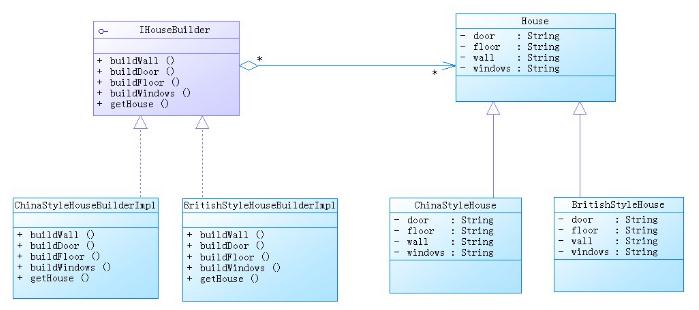 IHouseBuilder
+ buildWall ()
+ buildDoor ()
+ buildFloor ()
+ buildWindows ()
+ getHouse ()
*
*
House
- door : String
- floor : String
- wall : String
- windows : String
ChinaStyleHouseBuilderImpl
+ buildWall ()
+ buildDoor ()
+ buildFloor ()
+ buildWindows ()
+ getHouse ()
BritishStyleHouseBuilderImpl
+ buildWall ()
+ buildDoor ()
+ buildFloor ()
+ buildWindows ()
+ getHouse ()
ChinaStyleHouse
- door : String
- floor : String
- wall : String
- windows : String
BritishStyleHouse
- door : String
- floor : String
- wall : String
- windows : String